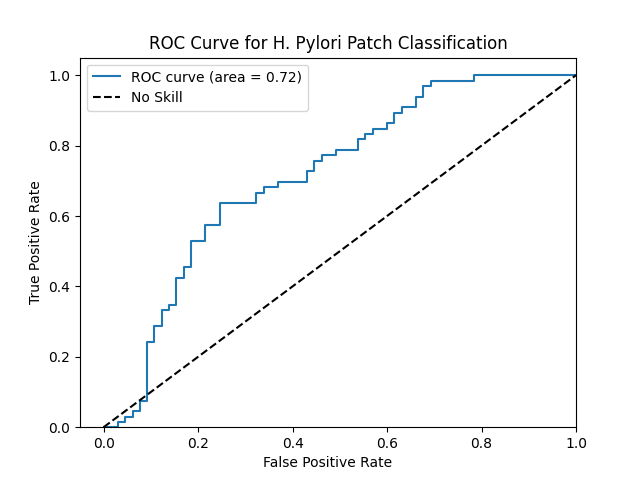 ROC Curve for H. Pylori Patch Classification
ROC curve (area = 0.72)
No Skill
1.0
0.8
0.6
0.4
0.2
0.0
True Positive Rate
0.0 0.2 0.4 0.6 0.8 1.0
False Positive Rate